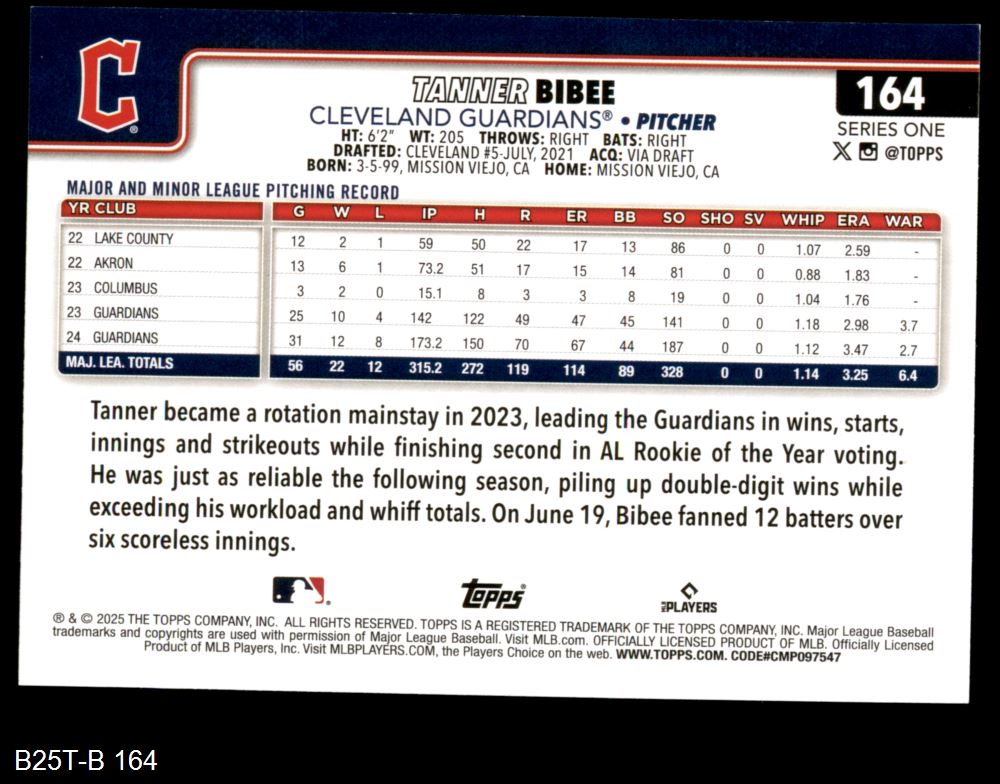 C
TANNER BIBEE
164
CLEVELAND GUARDIANS® • PITCHER
SERIES ONE
HT: 6'2" WT: 205 THROWS: RIGHT BATS: RIGHT
@TOPPS
DRAFTED: CLEVELAND #5-JULY, 2021 ACQ: VIA DRAFT
BORN: 3-5-99, MISSION VIEJO, CA HOME: MISSION VIEJO, CA
MAJOR AND MINOR LEAGUE PITCHING RECORD
YR CLUB G W L IP H R ER BB SO SHO SV WHIP ERA WAR
22 LAKE COUNTY 12 2 1 59 50 22 17 13 86 0 0 1.07 2.59 -
22 AKRON 13 6 1 73.2 51 17 15 14 81 0 0 0.88 1.83 -
23 COLUMBUS 3 2 0 15.1 8 3 3 8 19 0 0 1.04 1.76 -
23 GUARDIANS 25 10 4 142 122 49 47 45 141 0 0 1.18 2.98 3.7
24 GUARDIANS 31 12 8 173.2 150 70 67 44 187 0 0 1.12 3.47 2.7
MAJ. LEA. TOTALS 56 22 12 315.2 272 119 114 89 328 0 0 1.14 3.25 6.4
Tanner became a rotation mainstay in 2023, leading the Guardians in wins, starts,
innings and strikeouts while finishing second in AL Rookie of the Year voting.
He was just as reliable the following season, piling up double-digit wins while
exceeding his workload and whiff totals. On June 19, Bibee fanned 12 batters over
six scoreless innings.
topps®
MLB PLAYERS
® & © 2025 THE TOPPS COMPANY, INC. ALL RIGHTS RESERVED. TOPPS IS A REGISTERED TRADEMARK OF THE TOPPS COMPANY, INC. Major League Baseball
trademarks and copyrights are used with permission of Major League Baseball. Visit MLB.com. OFFICIALLY LICENSED PRODUCT OF MLB. Officially Licensed
Product of MLB Players, Inc. Visit MLBPLAYERS.COM, the Players Choice on the web. WWW.TOPPS.COM. CODE#CMP097547
B25T-B 164